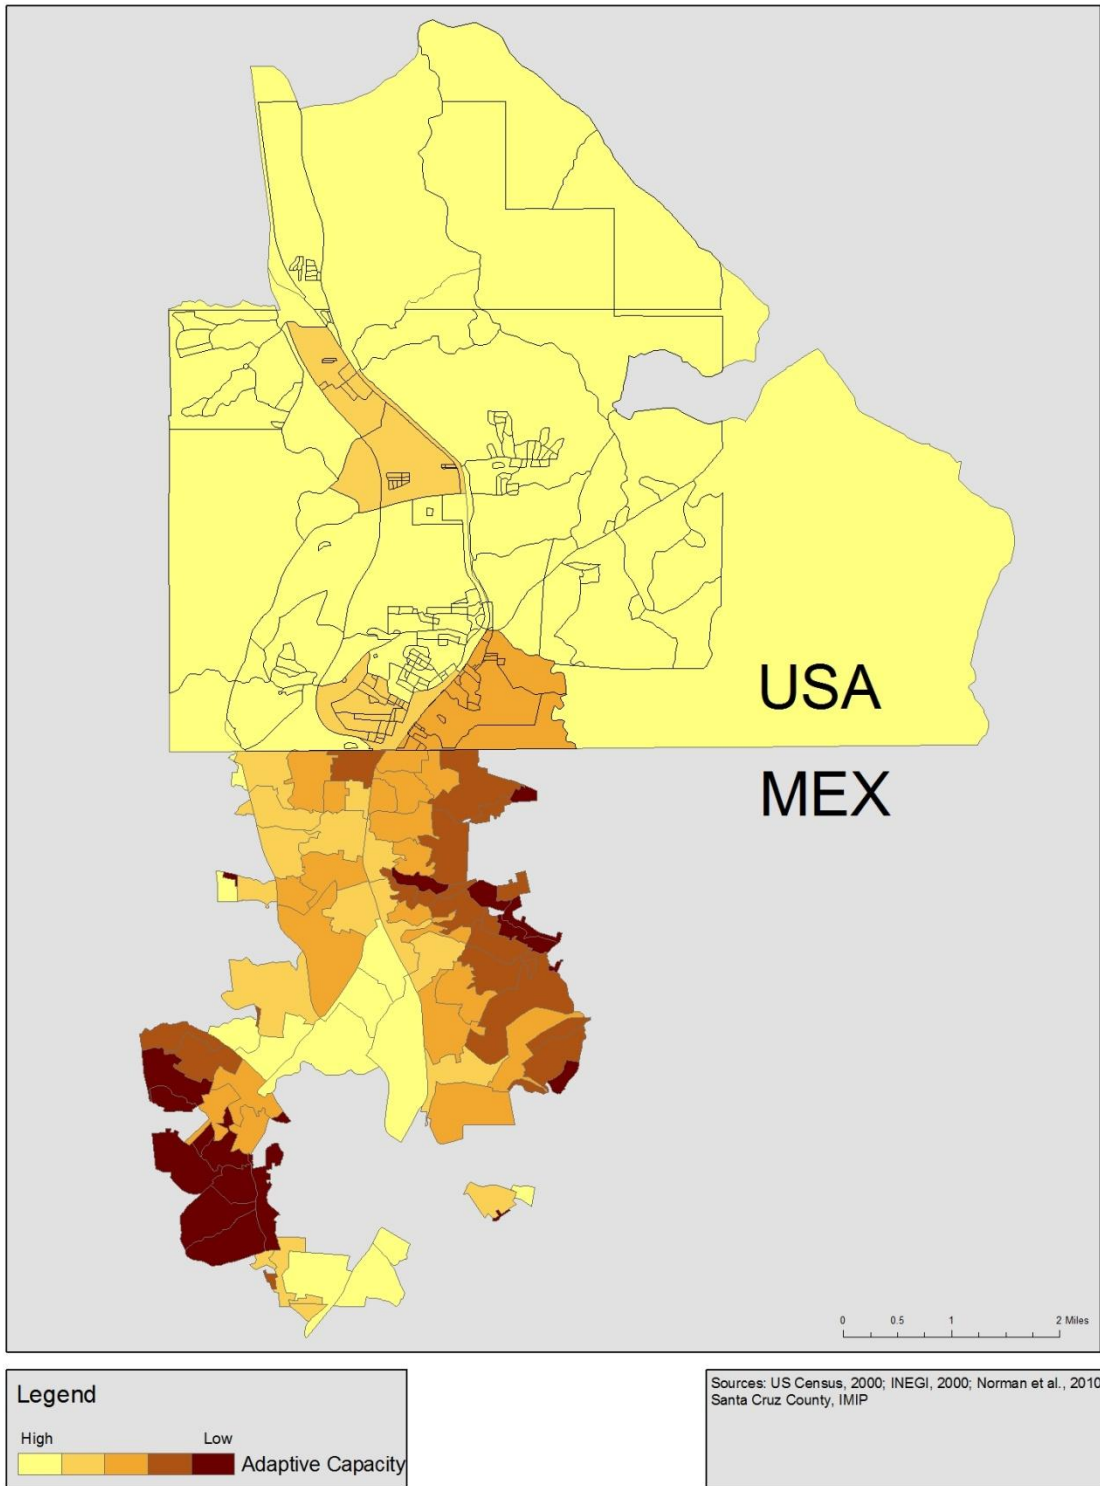 USA
MEX
0 0.5 1 2 Miles
Legend
High Low
Adaptive Capacity
Sources: US Census, 2000; INEGI, 2000; Norman et al., 2010
Santa Cruz County, IMIP